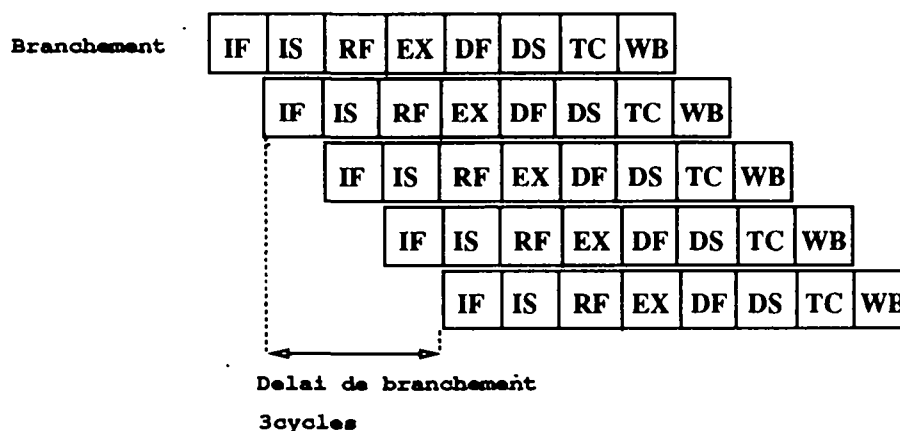 Branchement IF IS RF EX DF DS TC WB
IF IS RF EX DF DS TC WB
IF IS RF EX DF DS TC WB
IF IS RF EX DF DS TC WB
IF IS RF EX DF DS TC WB
Delai de branchement
3cycles